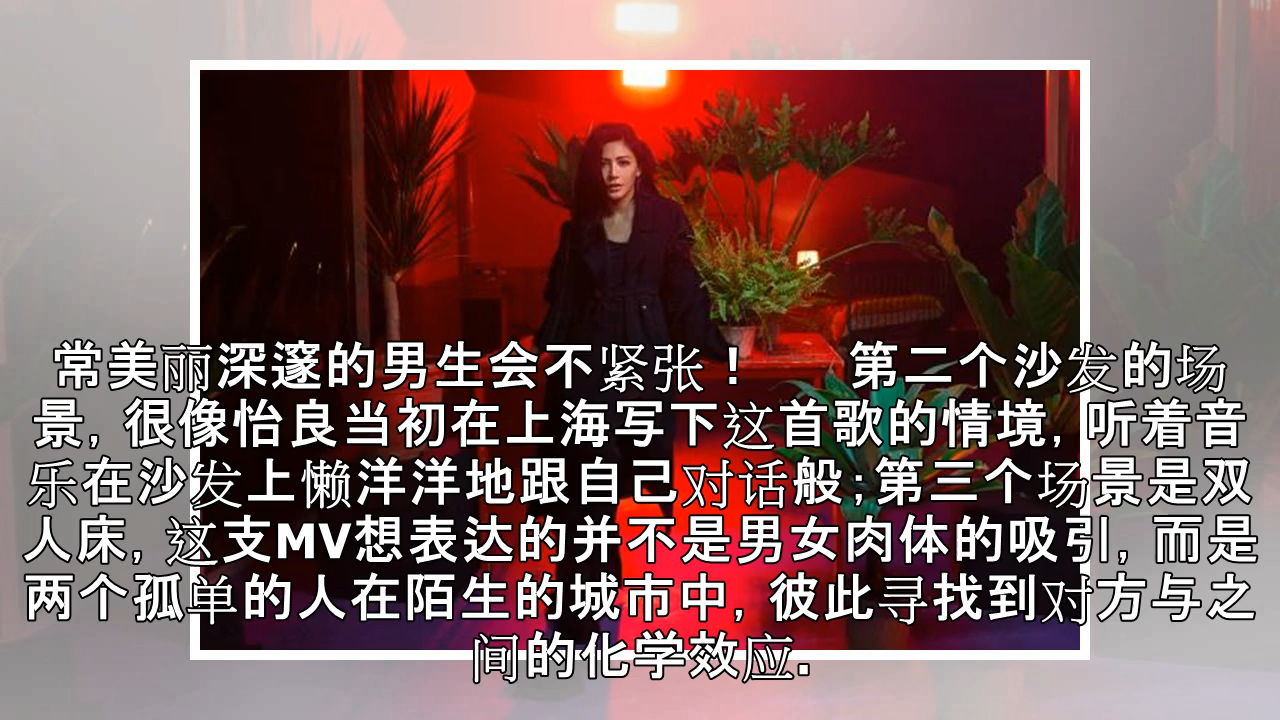 常美丽深邃的男生会不紧张！ 第二个沙发的场
景, 很像怡良当初在上海写下这首歌的情境, 听着音
乐在沙发上懒洋洋地跟自己对话般;第三个场景是双
人床, 这支MV想表达的并不是男女肉体的吸引, 而是
两个孤单的人在陌生的城市中, 彼此寻找到对方与之
间的化学效应.